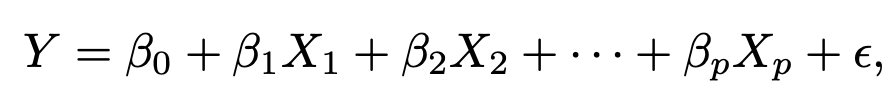 Y = β₀ + β₁X₁ + β₂X₂ + ⋯ + βₚXₚ + ϵ,